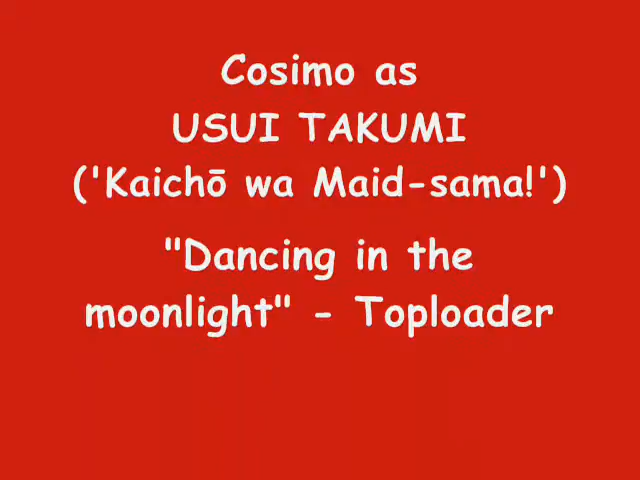 Cosimo as
USUI TAKUMI
('Kaichō wa Maid-sama!')
"Dancing in the
moonlight" - Toploader